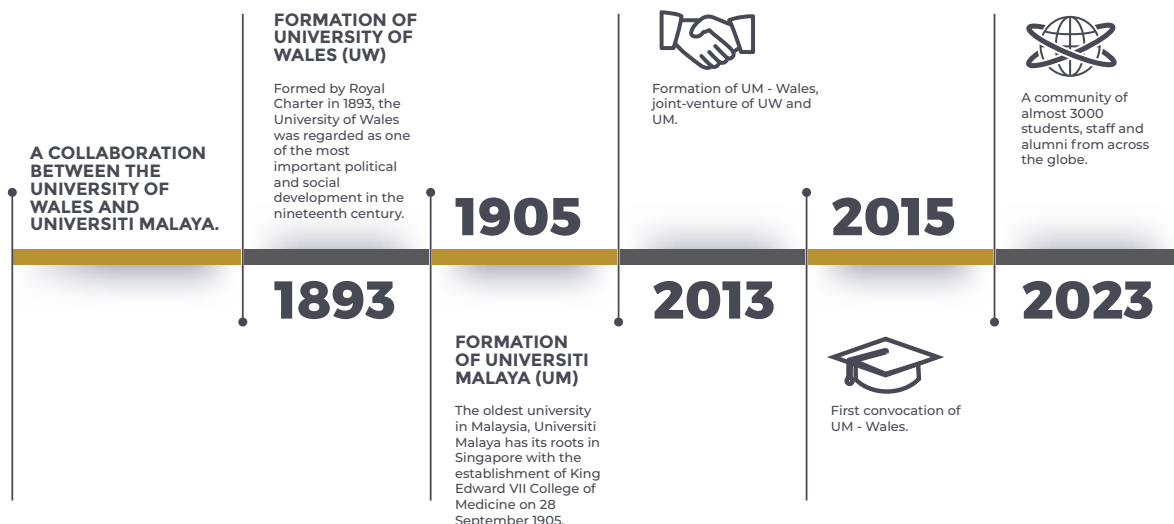 A COLLABORATION
BETWEEN THE
UNIVERSITY OF
WALES AND
UNIVERSITI MALAYA.
FORMATION OF
UNIVERSITY OF
WALES (UW)
Formed by Royal
Charter in 1893, the
University of Wales
was regarded as one
of the most
important political
and social
development in the
nineteenth century.
1893
1905
FORMATION
OF UNIVERSITI
MALAYA (UM)
The oldest university
in Malaysia, Universiti
Malaya has its roots in
Singapore with the
establishment of King
Edward VII College of
Medicine on 28
September 1905.
Formation of UM - Wales,
joint-venture of UW and
UM.
2013
2015
First convocation of
UM - Wales.
A community of
almost 3000
students, staff and
alumni from across
the globe.
2023